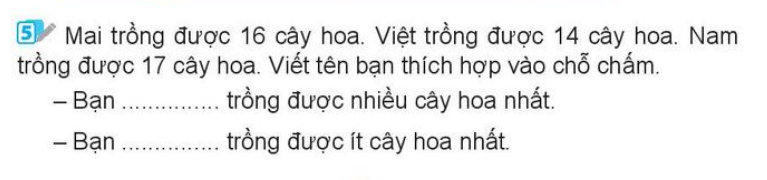 5 Mai trồng được 16 cây hoa. Việt trồng được 14 cây hoa. Nam
trồng được 17 cây hoa. Viết tên bạn thích hợp vào chỗ chấm.
– Bạn ............... trồng được nhiều cây hoa nhất.
– Bạn ............... trồng được ít cây hoa nhất.